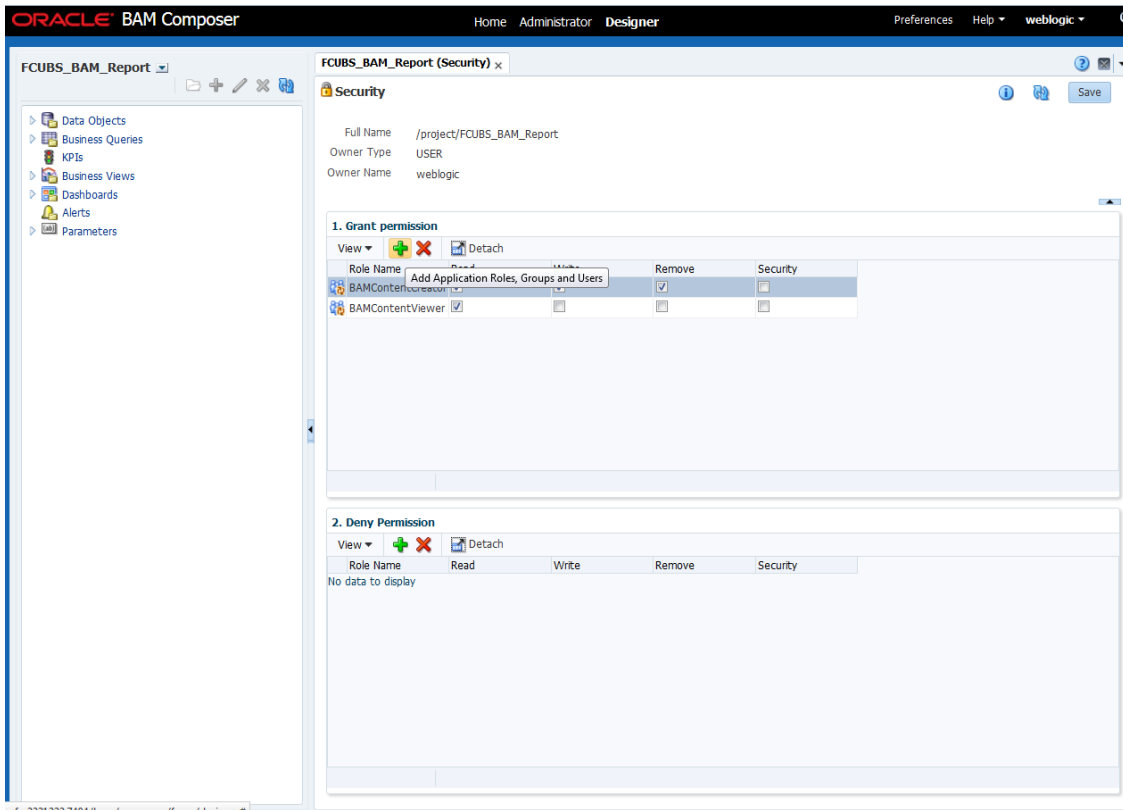 ORACLE BAM Composer Home Administrator Designer Preferences Help weblogic
FCUBS_BAM_Report
Data Objects
Business Queries
KPIs
Business Views
Dashboards
Alerts
Parameters
FCUBS_BAM_Report (Security) x
Security Save
Full Name /project/FCUBS_BAM_Report
Owner Type USER
Owner Name weblogic
1. Grant permission
View Detach
Role Name Remove Security
Add Application Roles, Groups and Users
BAMContentCreator
BAMContentViewer
2. Deny Permission
View Detach
Role Name Read Write Remove Security
No data to display